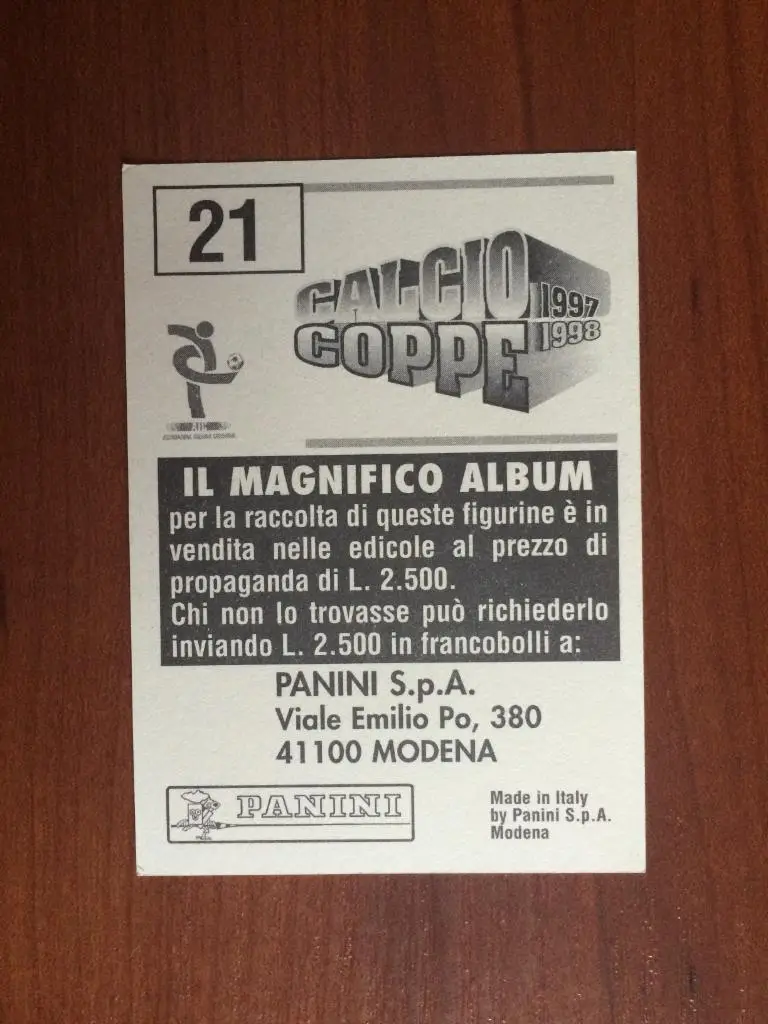 21
CALCIO 1997
COPPE 1998
IL MAGNIFICO ALBUM
per la raccolta di queste figurine è in
vendita nelle edicole al prezzo di
propaganda di L. 2.500.
Chi non lo trovasse può richiederlo
inviando L. 2.500 in francobolli a:
PANINI S.p.A.
Viale Emilio Po, 380
41100 MODENA
PANINI
Made in Italy
by Panini S.p.A.
Modena